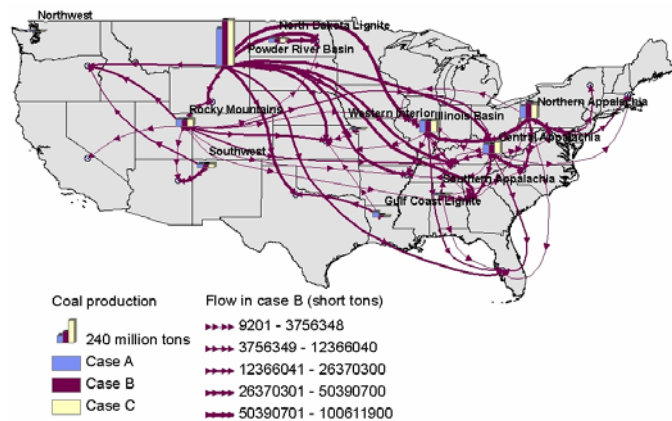 Northwest
North Dakota Lignite
Powder River Basin
Rocky Mountains
Western Interior
Illinois Basin
Northern Appalachia
Central Appalachia
Southwest
Southern Appalachia
Gulf Coast Lignite
Coal production
240 million tons
Case A
Case B
Case C
Flow in case B (short tons)
9201 - 3756348
3756349 - 12366040
12366041 - 26370300
26370301 - 50390700
50390701 - 100611900